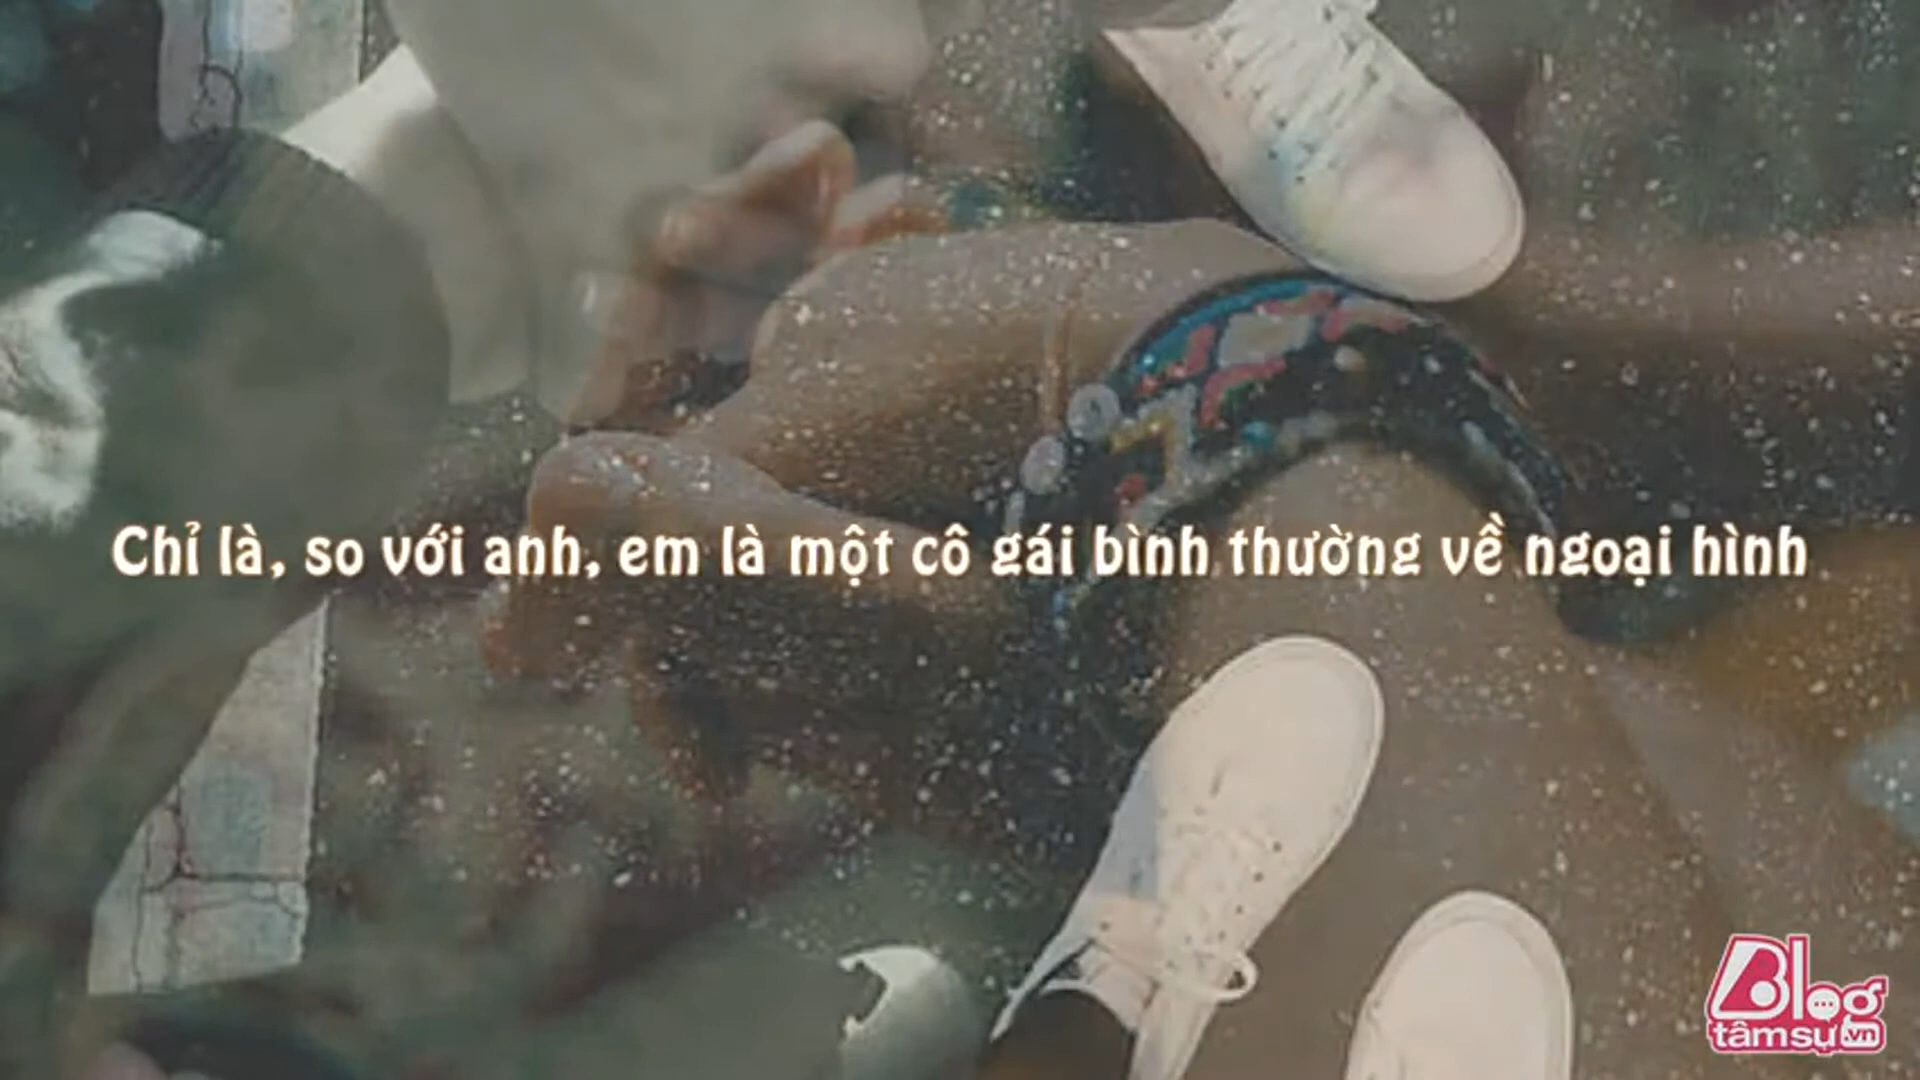 Chỉ là, so với anh, em là một cô gái bình thường về ngoại hình
Blog
tâmsự.vn